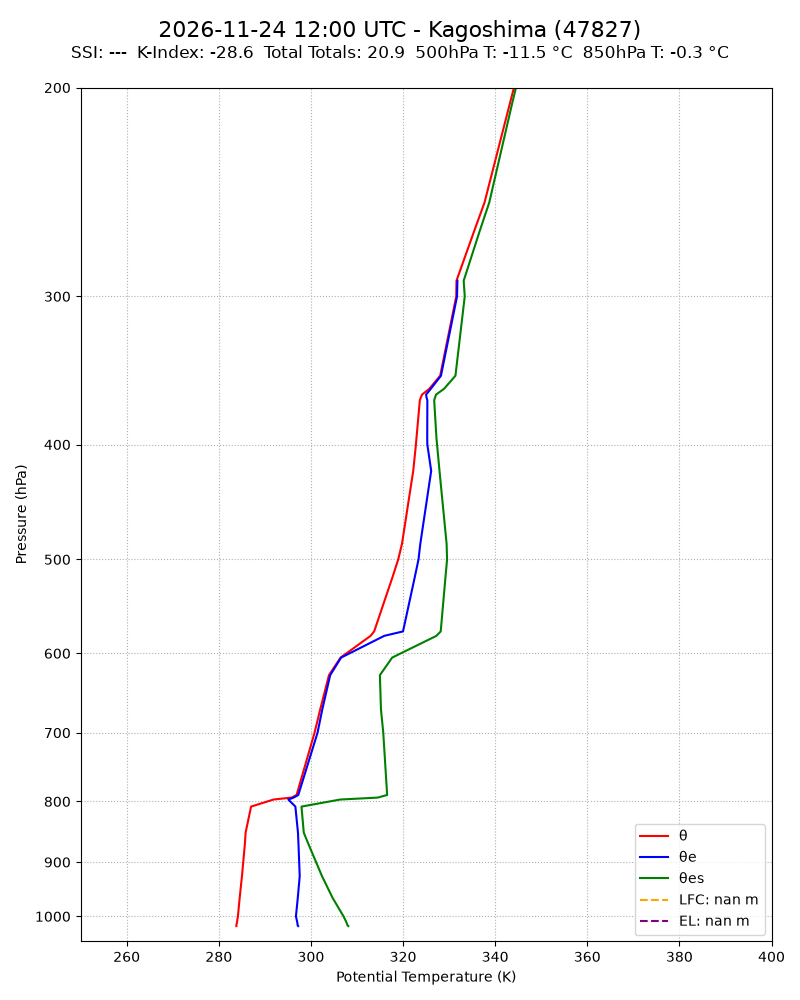 2026-11-24 12:00 UTC - Kagoshima (47827)
SSI: ---  K-Index: -28.6  Total Totals: 20.9  500hPa T: -11.5 °C  850hPa T: -0.3 °C
200
300
400
500
600
700
800
900
1000
Pressure (hPa)
θ
θe
θes
LFC: nan m
EL: nan m
260 280 300 320 340 360 380 400
Potential Temperature (K)